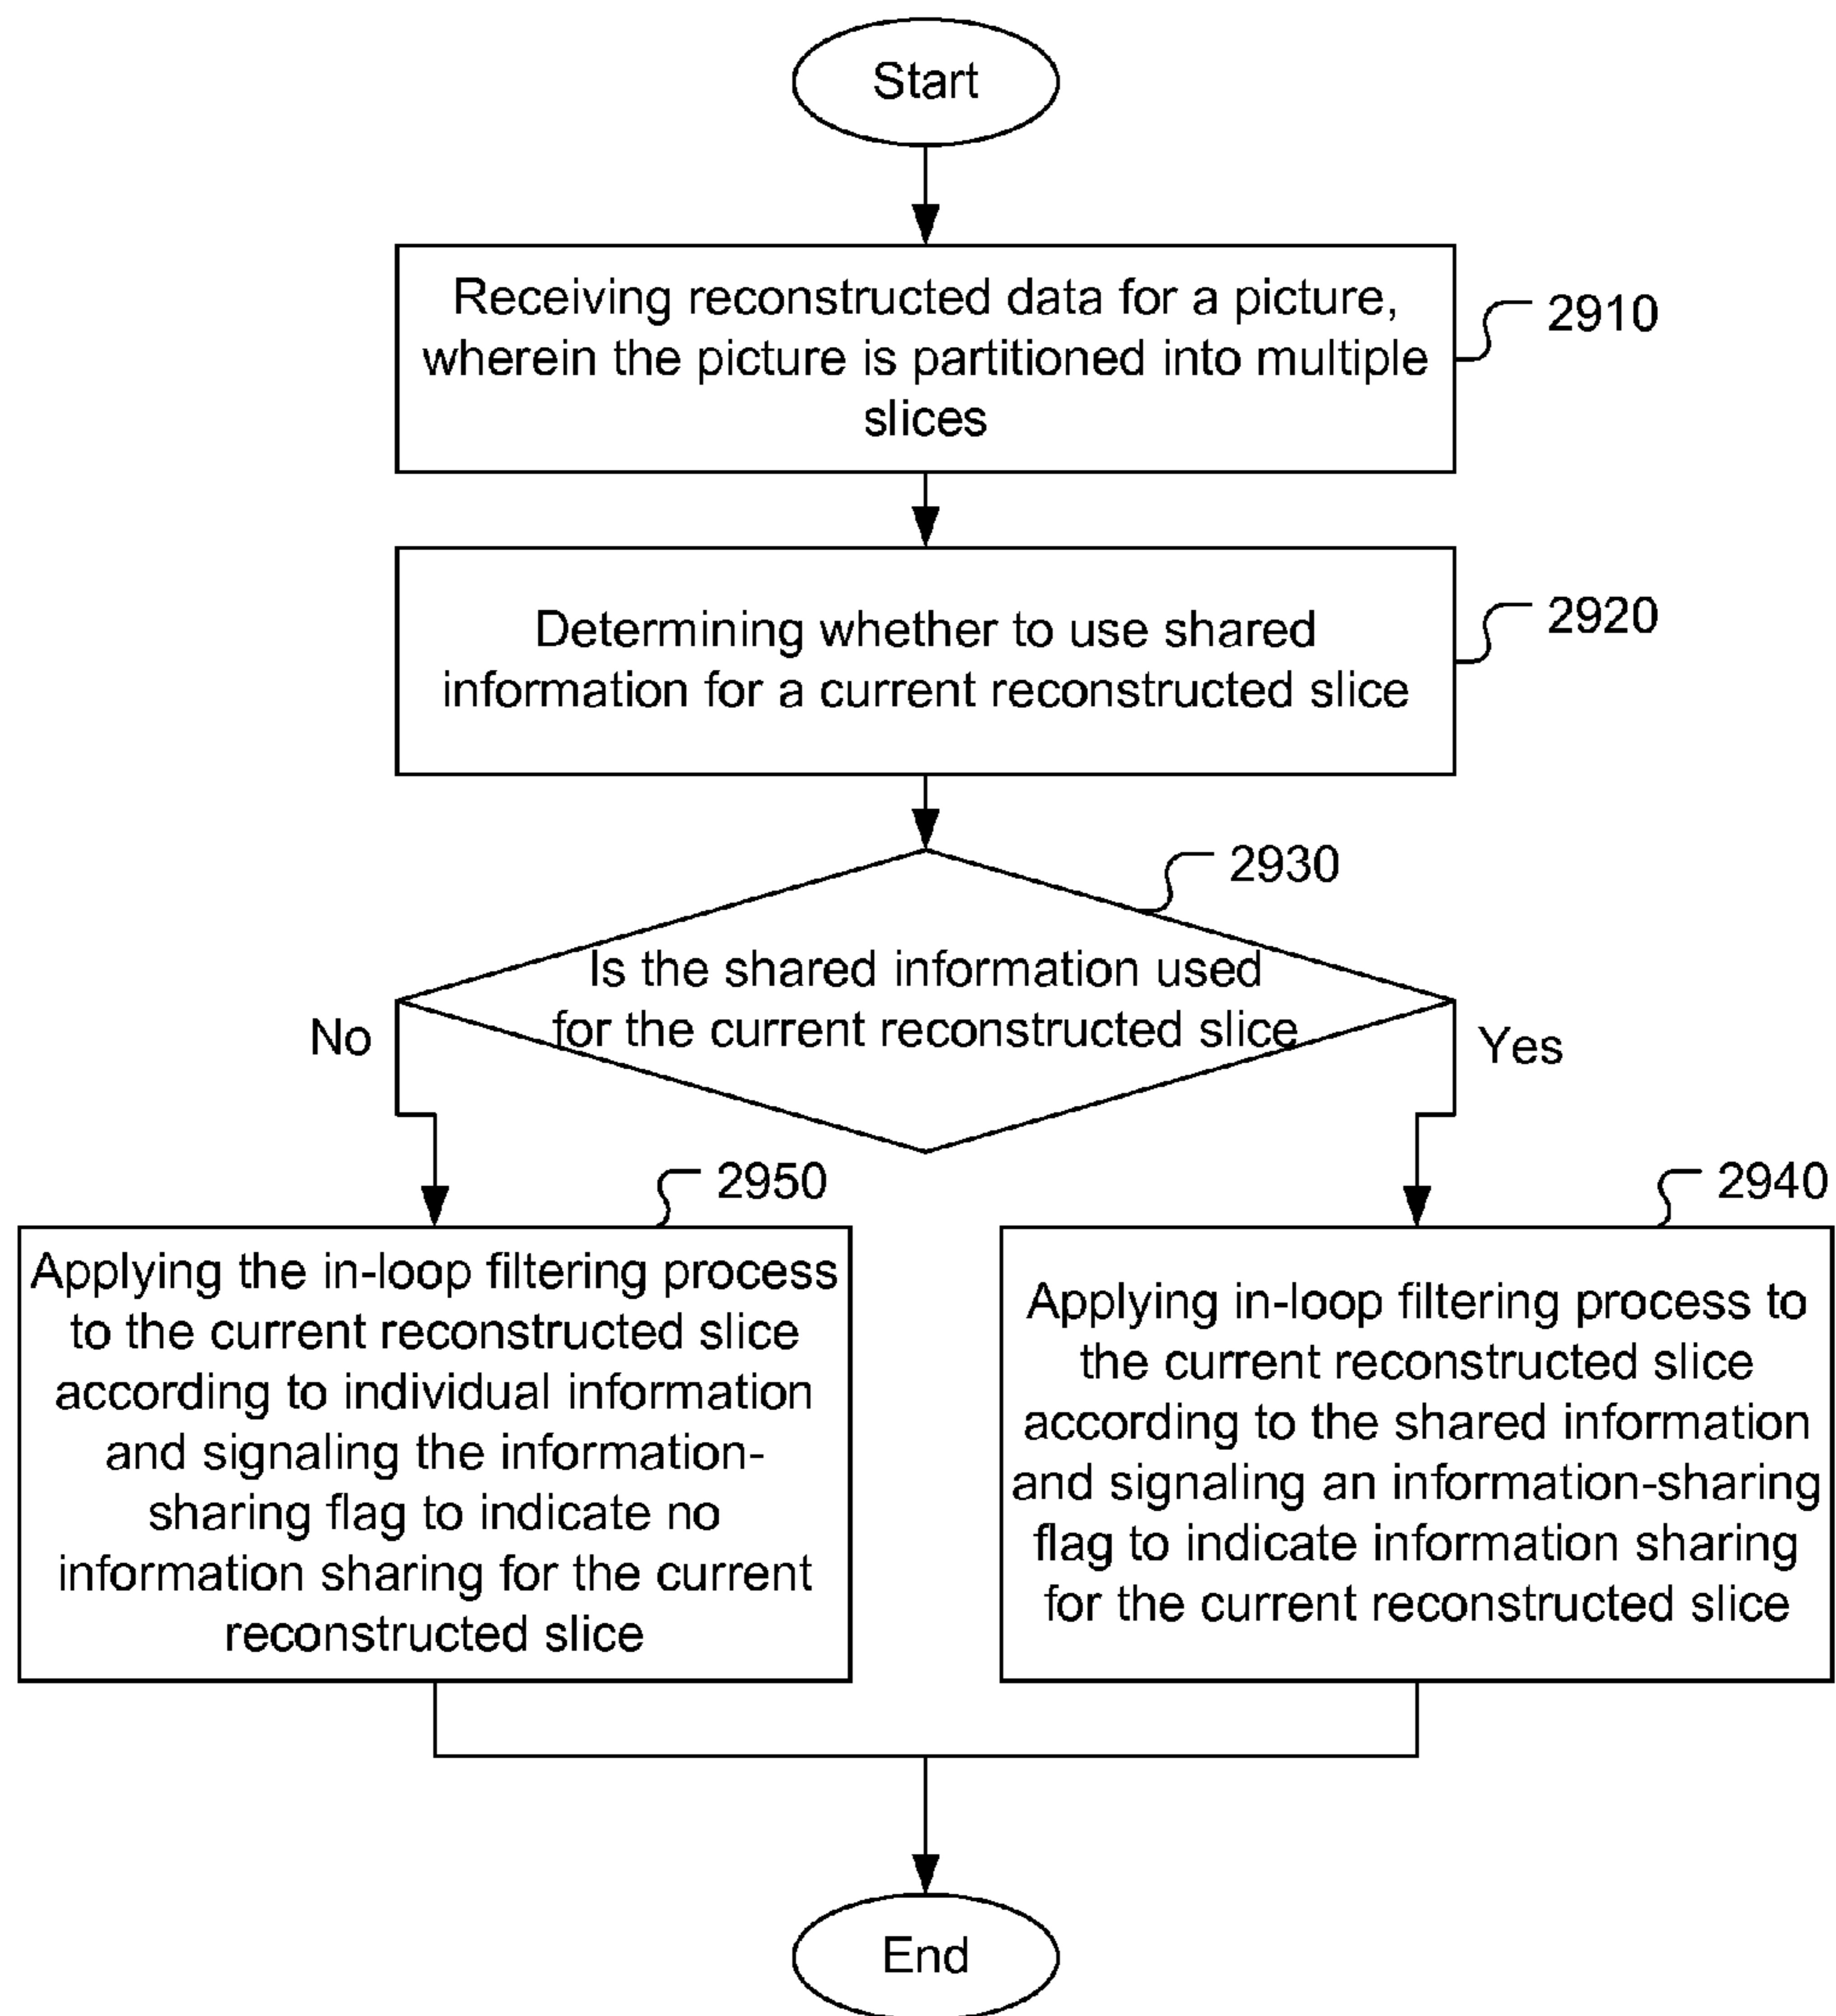 Start
Receiving reconstructed data for a picture,
wherein the picture is partitioned into multiple
slices
2910
Determining whether to use shared
information for a current reconstructed slice
2920
2930
Is the shared information used
for the current reconstructed slice
No
Yes
2950
Applying the in-loop filtering process
to the current reconstructed slice
according to individual information
and signaling the information-
sharing flag to indicate no
information sharing for the current
reconstructed slice
2940
Applying in-loop filtering process to
the current reconstructed slice
according to the shared information
and signaling an information-sharing
flag to indicate information sharing
for the current reconstructed slice
End